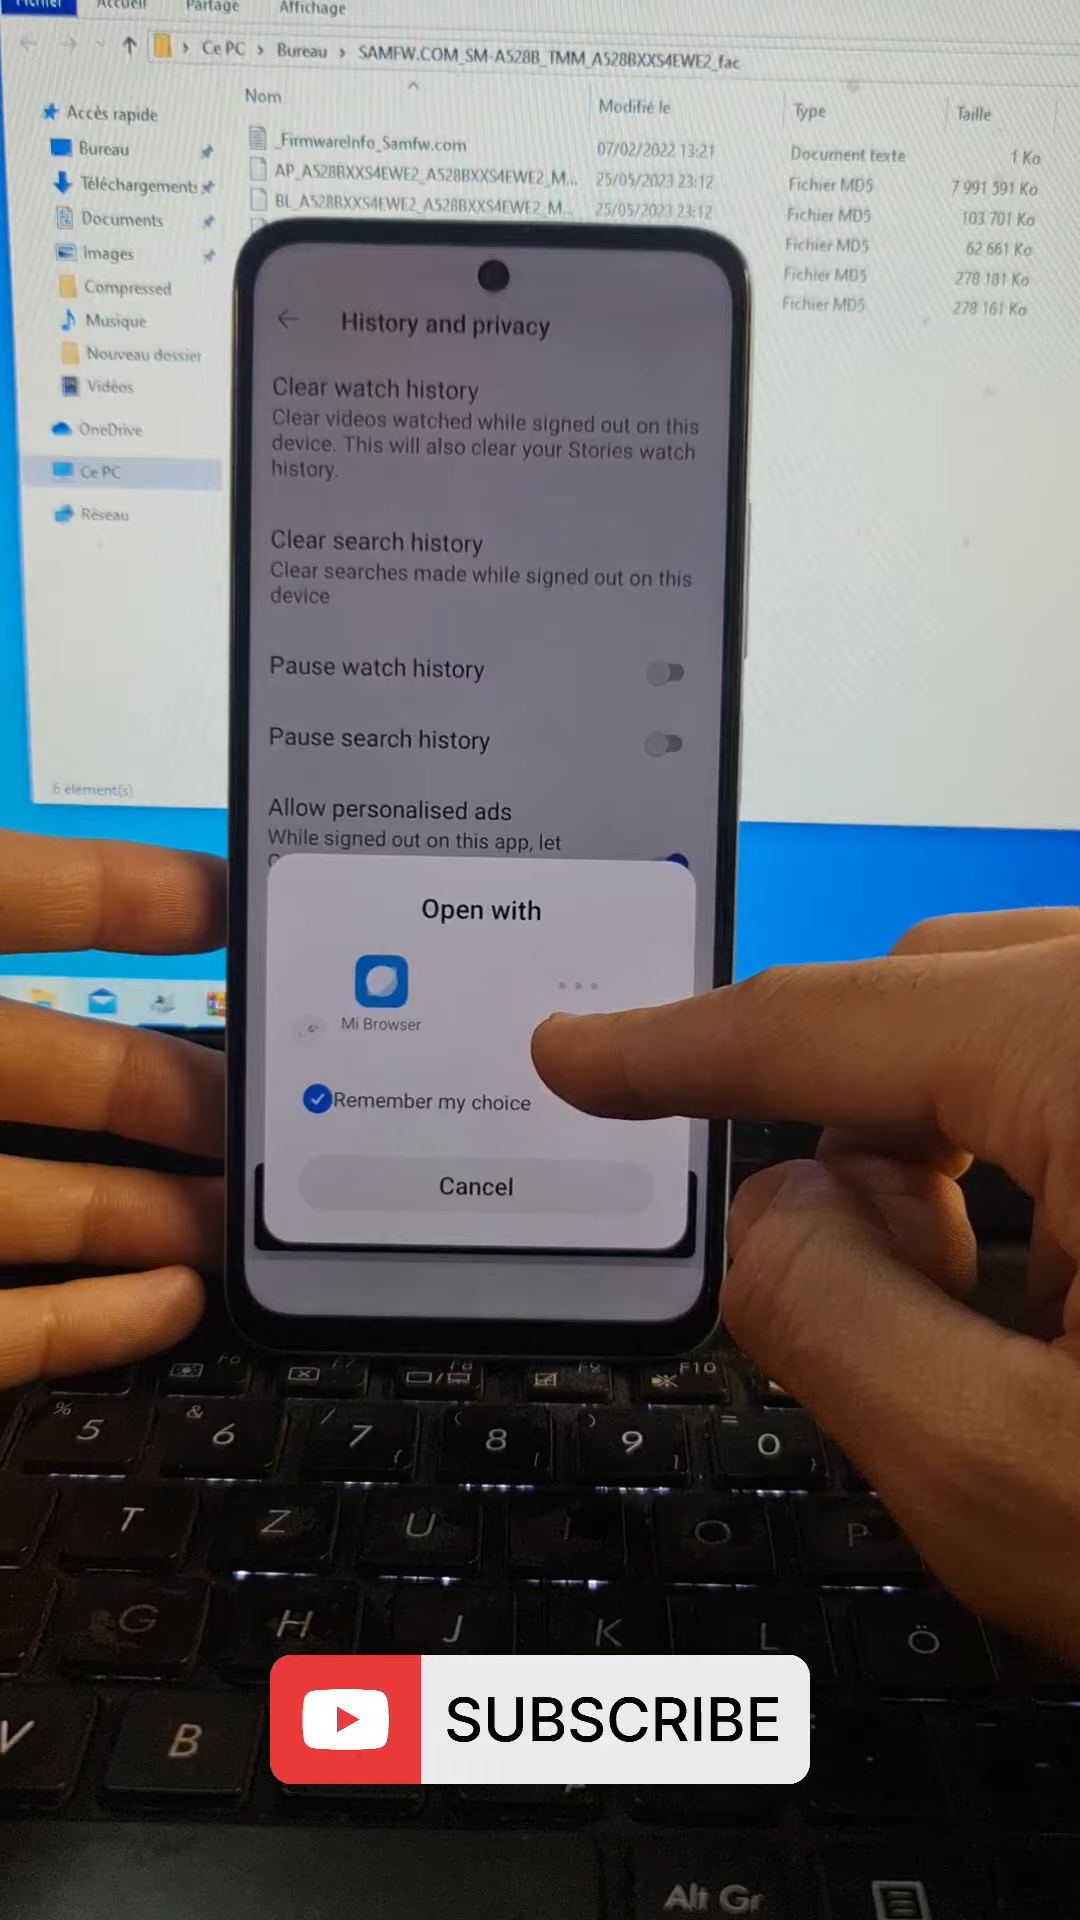 Fichier
Accueil
Partage
Affichage
Ce PC > Bureau > SAMFW.COM_SM-A528B_TMM_A528BXXS4EWE2_fac
Nom
Modifié le
Type
Taille
Accès rapide
Bureau
Téléchargements
Documents
Images
Compressed
Musique
Nouveau dossier
Vidéos
OneDrive
Ce PC
Réseau
6 élément(s)
_FirmwareInfo_Samfw.com
07/02/2022 13:21
Document texte
1 Ko
AP_A528BXXS4EWE2_A528BXXS4EWE2_M...
25/05/2023 23:12
Fichier MD5
7 991 591 Ko
BL_A528BXXS4EWE2_A528BXXS4EWE2_M...
25/05/2023 23:12
Fichier MD5
103 701 Ko
Fichier MD5
62 661 Ko
Fichier MD5
278 181 Ko
Fichier MD5
278 161 Ko
History and privacy
Clear watch history
Clear videos watched while signed out on this
device. This will also clear your Stories watch
history.
Clear search history
Clear searches made while signed out on this
device
Pause watch history
Pause search history
Allow personalised ads
While signed out on this app, let
Open with
Mi Browser
Remember my choice
Cancel
F6
F7
F8
F9
F10
% 5
& 6
/ 7 {
( 8 [
) 9 ]
= 0 }
T
Z
U
I
O
P
G
H
J
K
L
Ö
V
B
SUBSCRIBE
Alt Gr